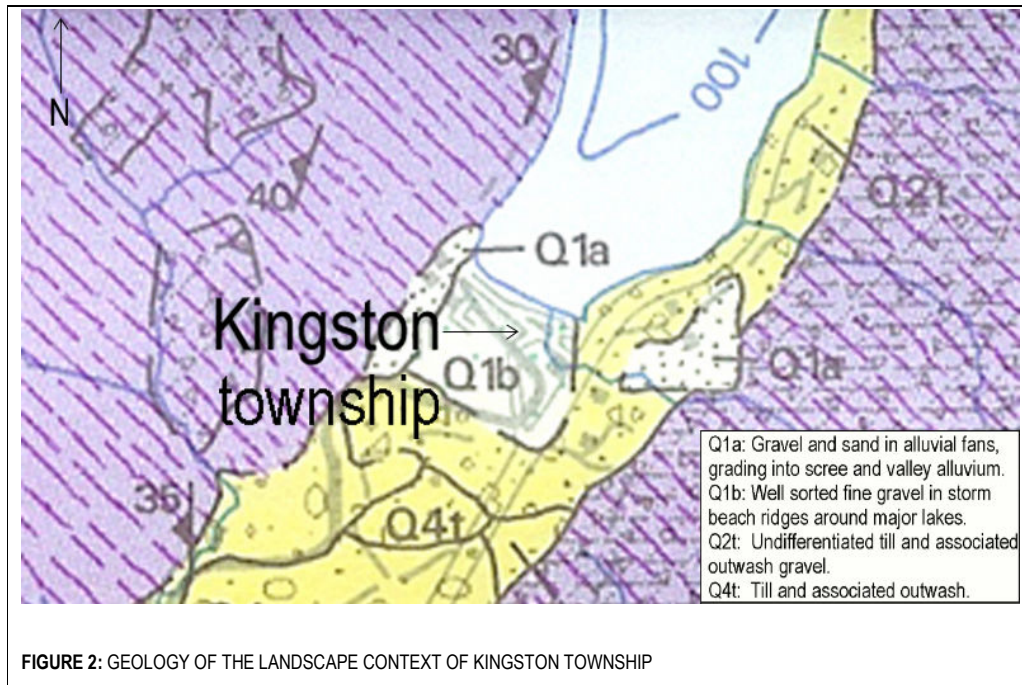 30
100
N
40
Q2t
Q1a
Kingston
township
Q1b
Q1a
35
Q4t
Q1a: Gravel and sand in alluvial fans,
grading into scree and valley alluvium.
Q1b: Well sorted fine gravel in storm
beach ridges around major lakes.
Q2t: Undifferentiated till and associated
outwash gravel.
Q4t: Till and associated outwash.
FIGURE 2: GEOLOGY OF THE LANDSCAPE CONTEXT OF KINGSTON TOWNSHIP